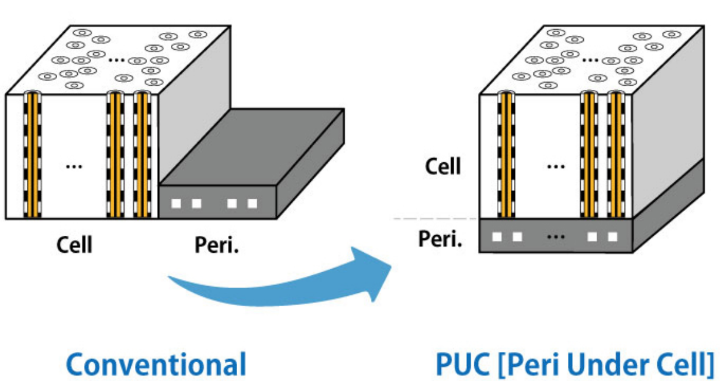 Cell
Peri.
Conventional
Cell
Peri.
PUC [Peri Under Cell]